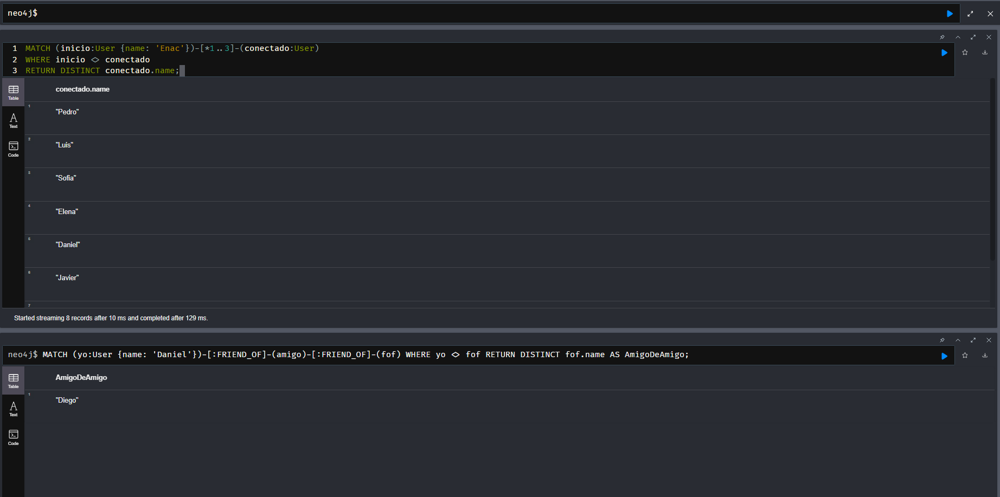 neo4j$
1 MATCH (inicio:User {name: 'Enac'})-[*1..3]-(conectado:User)
2 WHERE inicio <> conectado
3 RETURN DISTINCT conectado.name;
Table
Text
Code
conectado.name
1
"Pedro"
2
"Luis"
3
"Sofia"
4
"Elena"
5
"Daniel"
6
"Javier"
7
Started streaming 8 records after 10 ms and completed after 129 ms.
neo4j$ MATCH (yo:User {name: 'Daniel'})-[:FRIEND_OF]-(amigo)-[:FRIEND_OF]-(fof) WHERE yo <> fof RETURN DISTINCT fof.name AS AmigoDeAmigo;
Table
Text
Code
AmigoDeAmigo
1
"Diego"